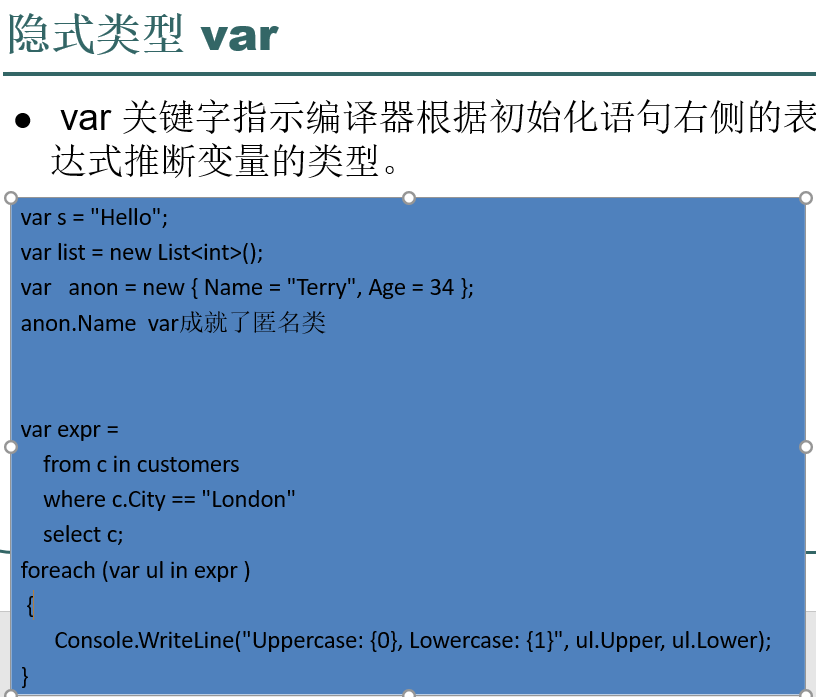 隐式类型 var
● var 关键字指示编译器根据初始化语句右侧的表
达式推断变量的类型。
var s = "Hello";
var list = new List<int>();
var anon = new { Name = "Terry", Age = 34 };
anon.Name var成就了匿名类
var expr =
from c in customers
where c.City == "London"
select c;
foreach (var ul in expr )
{
Console.WriteLine("Uppercase: {0}, Lowercase: {1}", ul.Upper, ul.Lower);
}